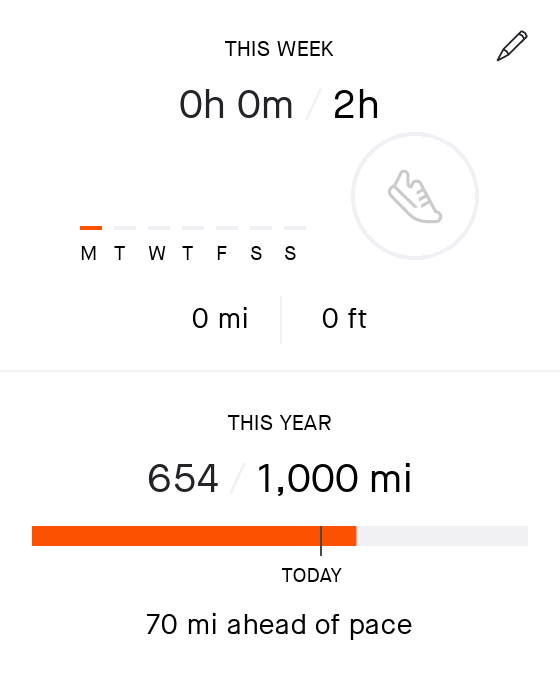 THIS WEEK
0h 0m / 2h
M T W T F S S
0 mi 0 ft
THIS YEAR
654 / 1,000 mi
TODAY
70 mi ahead of pace